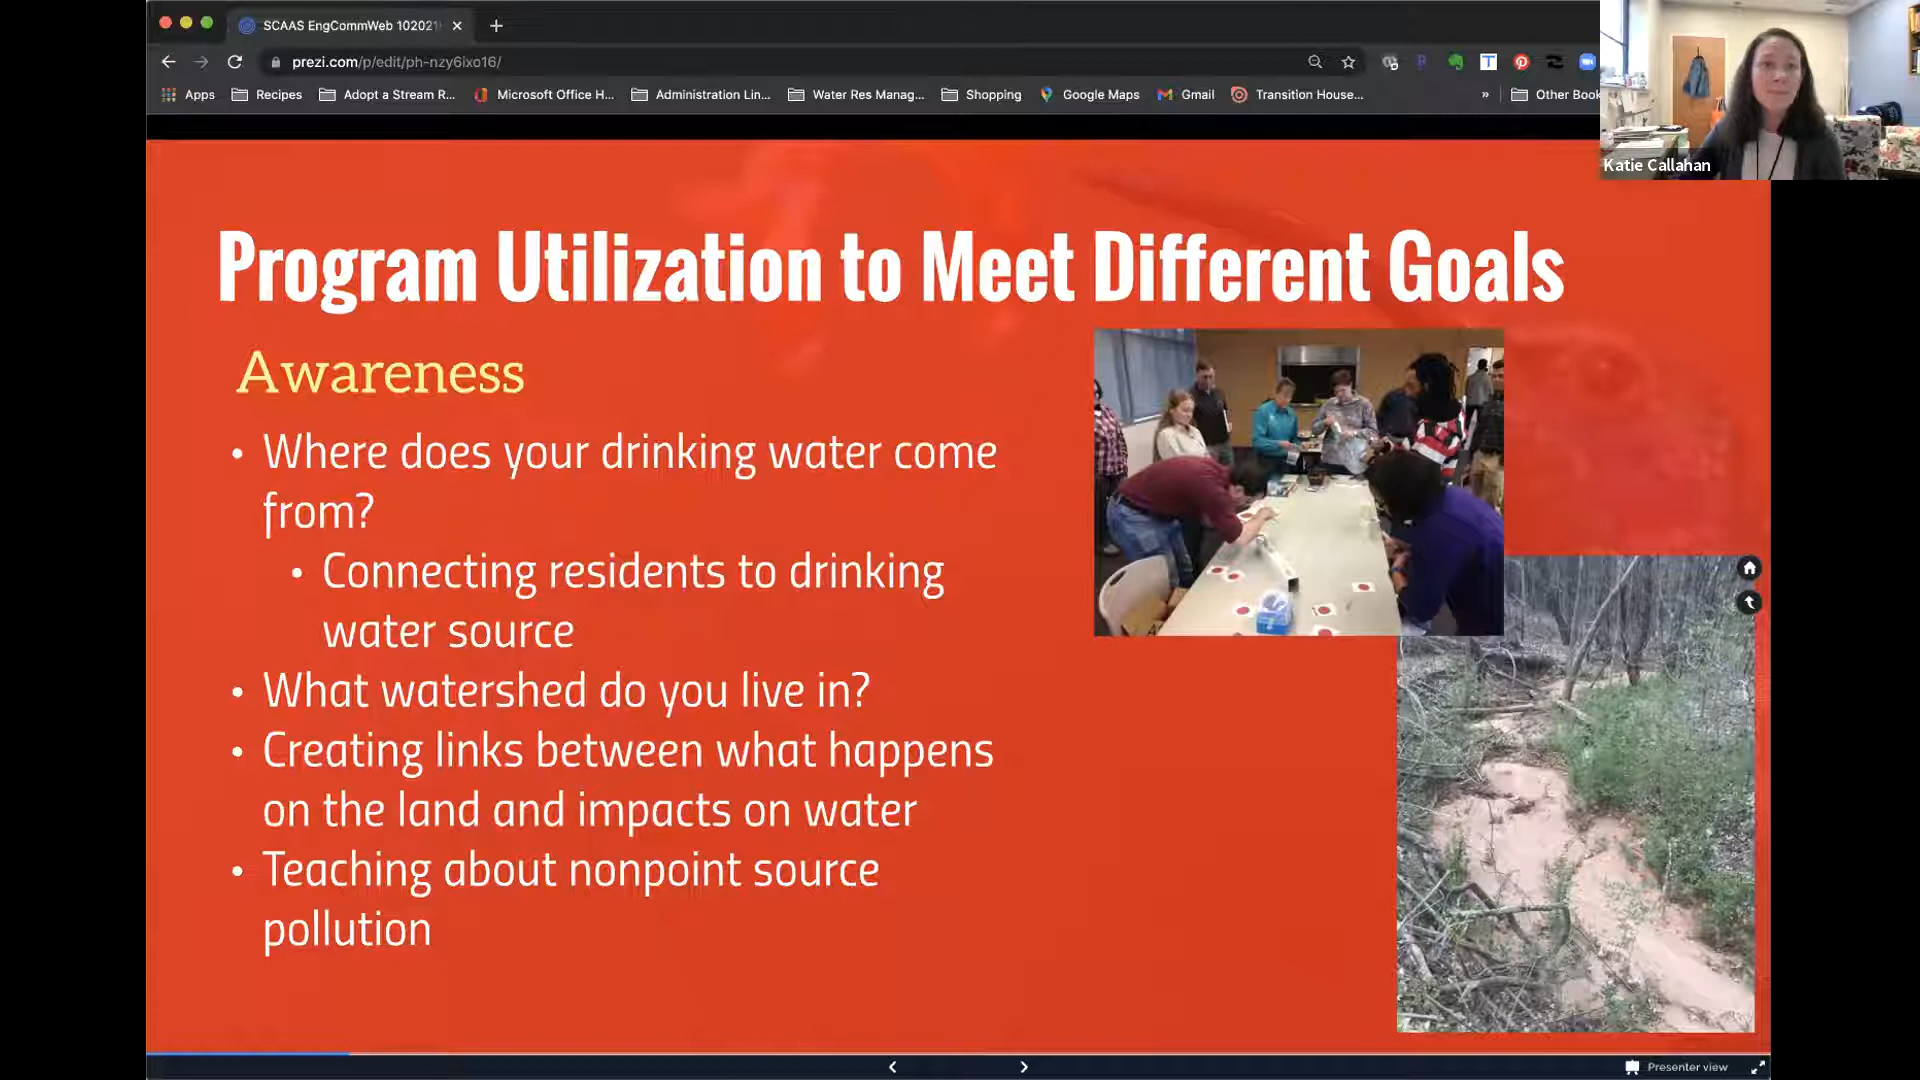 SCAAS EngCommWeb 102021
prezi.com/p/edit/ph-nzy6ixo16/
Apps Recipes Adopt a Stream R... Microsoft Office H... Administration Lin... Water Res Manag... Shopping Google Maps Gmail Transition House... » Other Book
Katie Callahan
Program Utilization to Meet Different Goals
Awareness
• Where does your drinking water come
from?
• Connecting residents to drinking
water source
• What watershed do you live in?
• Creating links between what happens
on the land and impacts on water
• Teaching about nonpoint source
pollution
Presenter view